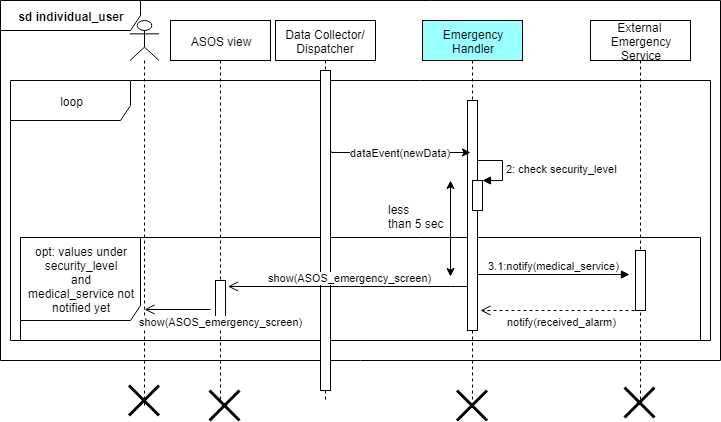 sd individual_user
ASOS view
Data Collector/
Dispatcher
Emergency
Handler
External
Emergency
Service
loop
dataEvent(newData)
2: check security_level
less
than 5 sec
opt: values under
security_level
and
medical_service not
notified yet
3.1:notify(medical_service)
show(ASOS_emergency_screen)
show(ASOS_emergency_screen)
notify(received_alarm)